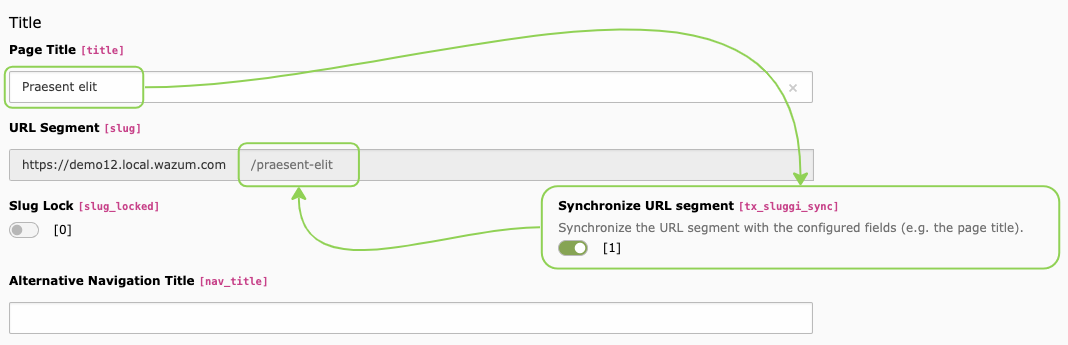 Title
Page Title [title]
Praesent elit
URL Segment [slug]
https://demo12.local.wazum.com /praesent-elit
Slug Lock [slug_locked]
[0]
Synchronize URL segment [tx_sluggi_sync]
Synchronize the URL segment with the configured fields (e.g. the page title).
[1]
Alternative Navigation Title [nav_title]